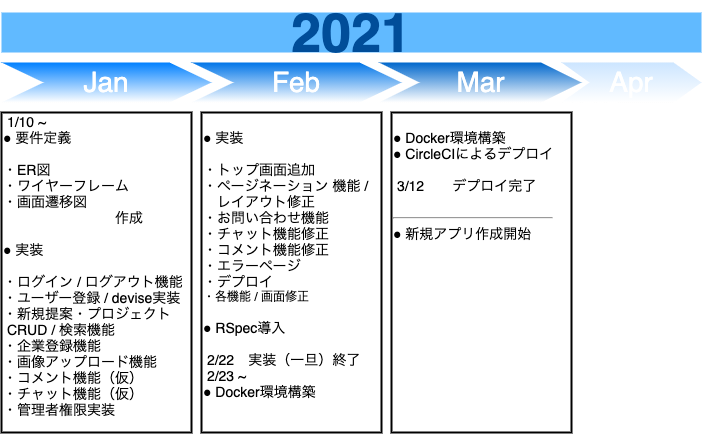 2021
Jan
Feb
Mar
Apr
1/10 ~
● 要件定義
・ER図
・ワイヤーフレーム
・画面遷移図
作成
● 実装
・ログイン / ログアウト機能
・ユーザー登録 / devise実装
・新規提案・プロジェクト
CRUD / 検索機能
・企業登録機能
・画像アップロード機能
・コメント機能（仮）
・チャット機能（仮）
・管理者権限実装
● 実装
・トップ画面追加
・ページネーション 機能 /
レイアウト修正
・お問い合わせ機能
・チャット機能修正
・コメント機能修正
・エラーページ
・デプロイ
・各機能 / 画面修正
● RSpec導入
2/22　実装（一旦）終了
2/23 ~
● Docker環境構築
● Docker環境構築
● CircleCIによるデプロイ
3/12　　デプロイ完了
● 新規アプリ作成開始